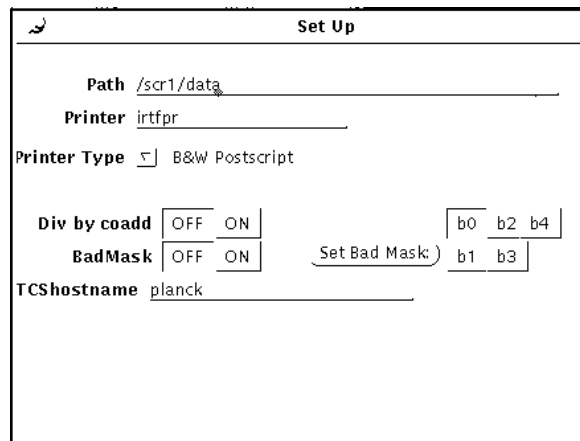 Set Up
Path /scr1/data
Printer irtfpr
Printer Type B&W Postscript
Div by coadd OFF ON b0 b2 b4
BadMask OFF ON Set Bad Mask: b1 b3
TCShostname planck